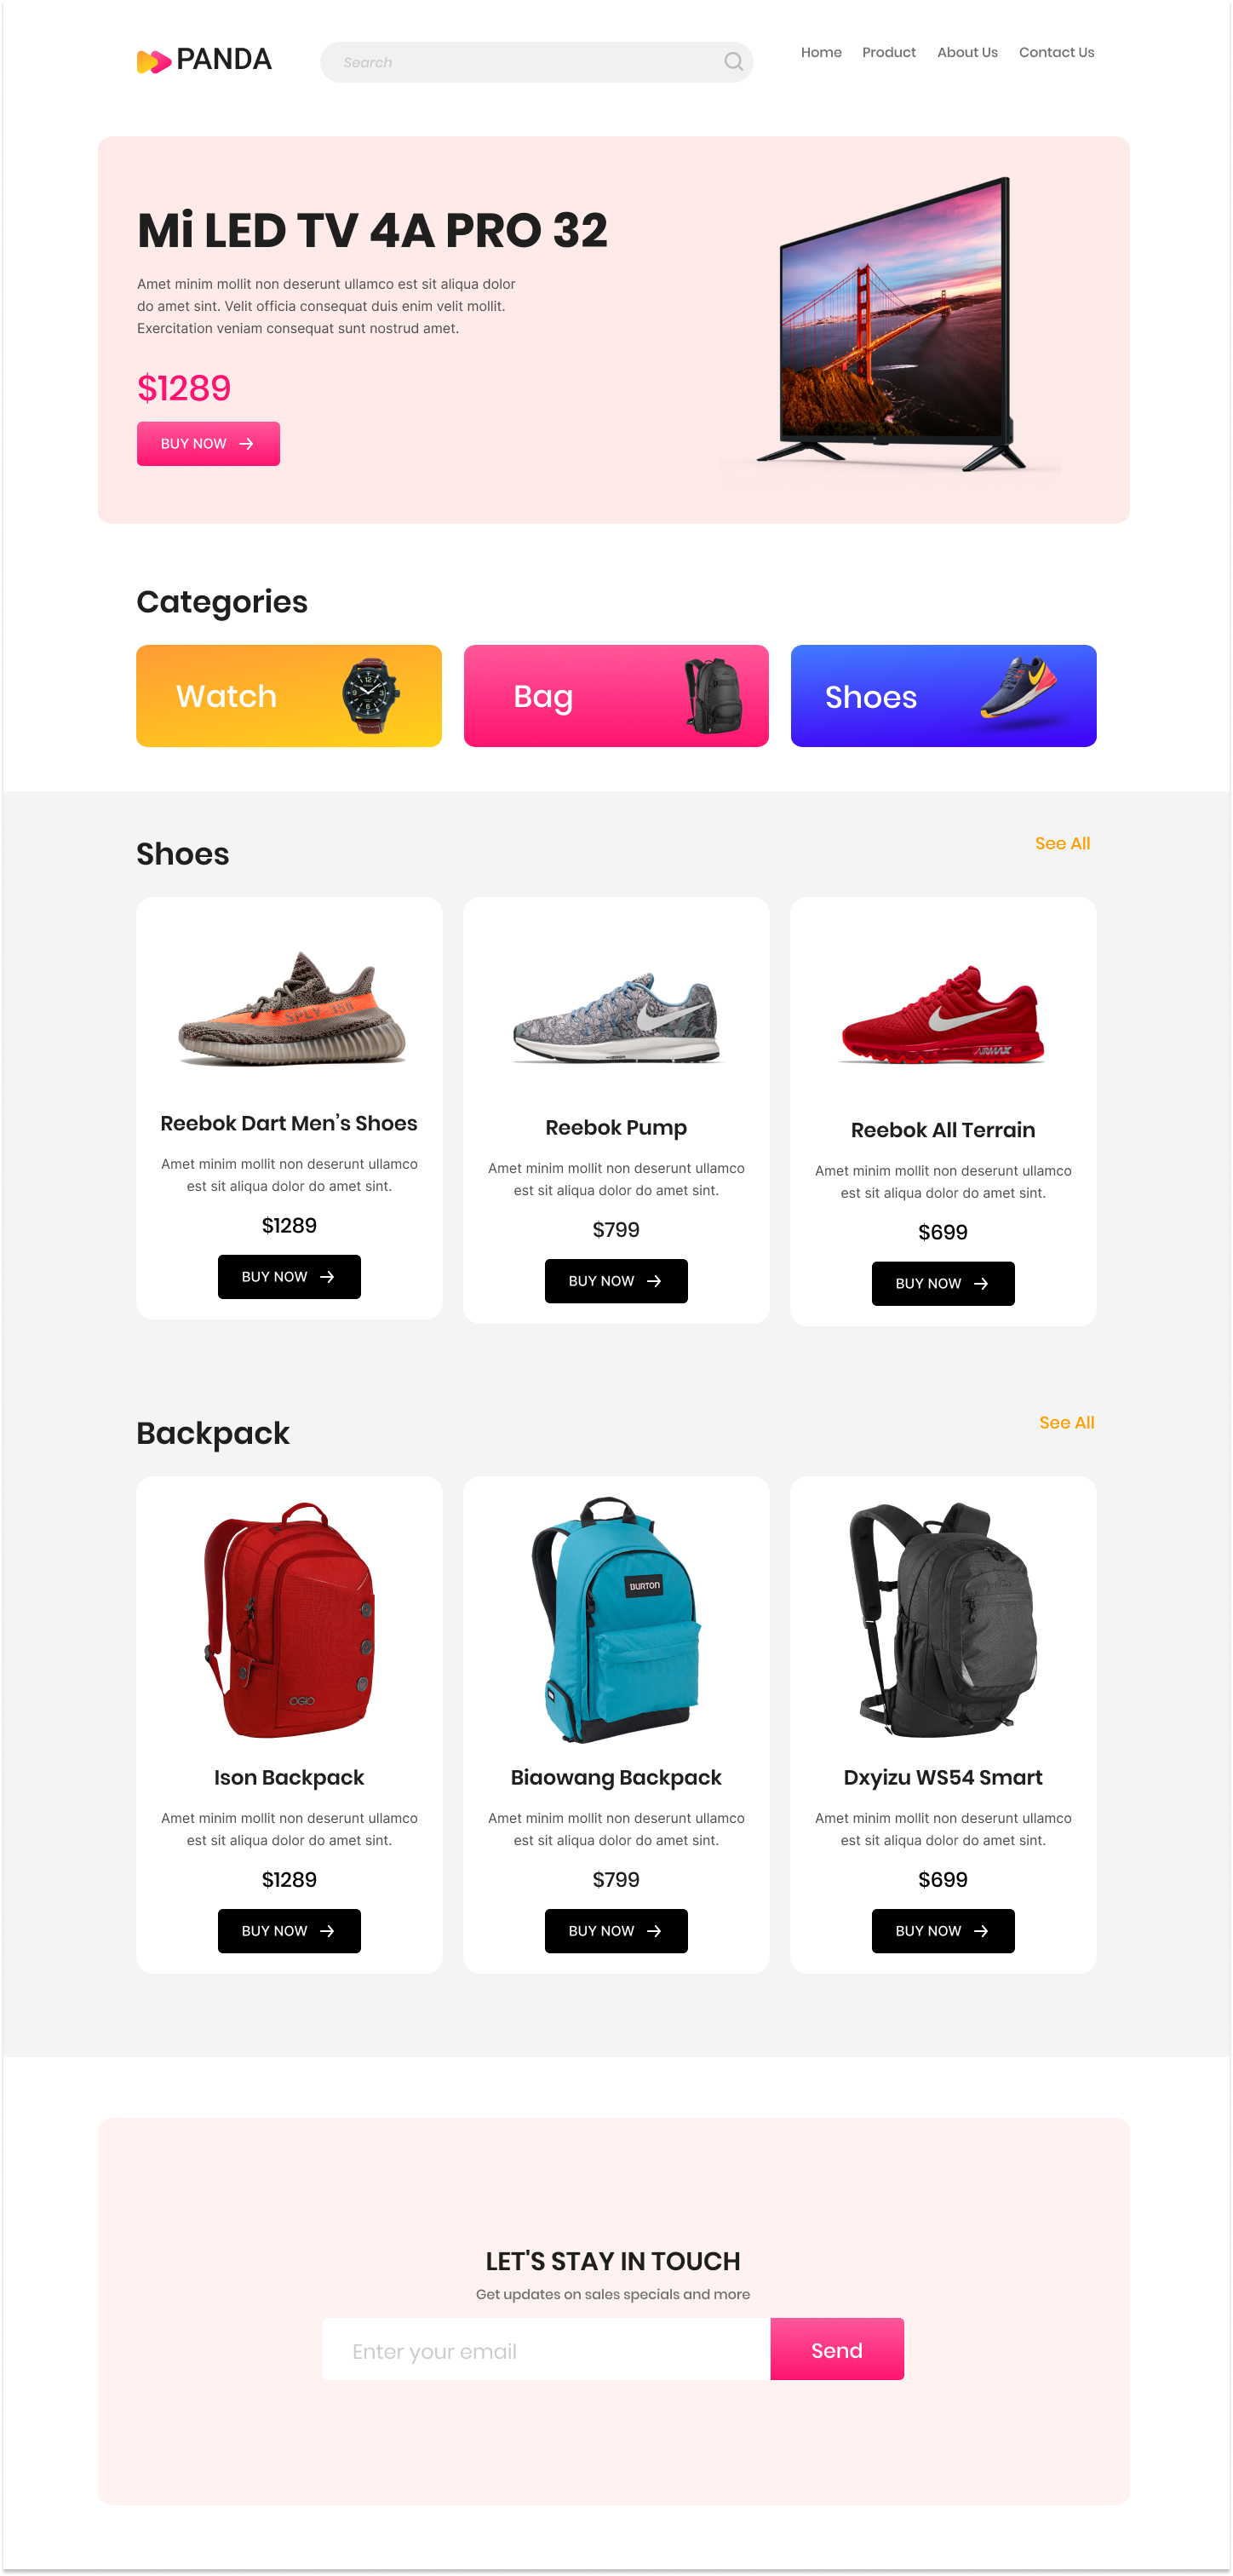 PANDA
Search
Home Product About Us Contact Us
Mi LED TV 4A PRO 32
Amet minim mollit non deserunt ullamco est sit aliqua dolor
do amet sint. Velit officia consequat duis enim velit mollit.
Exercitation veniam consequat sunt nostrud amet.
$1289
BUY NOW
Categories
Watch
Bag
Shoes
Shoes
See All
SPLY-350
AIRMAX
Reebok Dart Men's Shoes
Amet minim mollit non deserunt ullamco
est sit aliqua dolor do amet sint.
$1289
BUY NOW
Reebok Pump
Amet minim mollit non deserunt ullamco
est sit aliqua dolor do amet sint.
$799
BUY NOW
Reebok All Terrain
Amet minim mollit non deserunt ullamco
est sit aliqua dolor do amet sint.
$699
BUY NOW
Backpack
See All
OGIO
BURTON
Ison Backpack
Amet minim mollit non deserunt ullamco
est sit aliqua dolor do amet sint.
$1289
BUY NOW
Biaowang Backpack
Amet minim mollit non deserunt ullamco
est sit aliqua dolor do amet sint.
$799
BUY NOW
Dxyizu WS54 Smart
Amet minim mollit non deserunt ullamco
est sit aliqua dolor do amet sint.
$699
BUY NOW
LET'S STAY IN TOUCH
Get updates on sales specials and more
Enter your email
Send